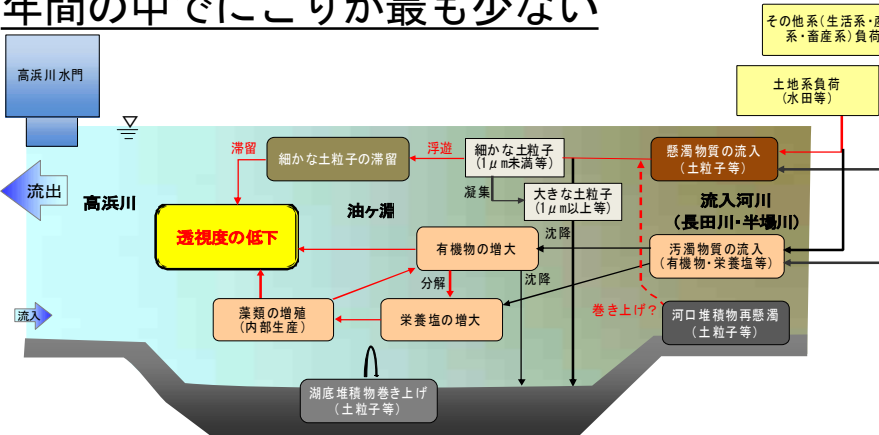 年間の中でにごりが最も少ない
その他系(生活系・産
系・畜産系)負荷
高浜川水門
土地系負荷
(水田等)
滞留
細かな土粒子の滞留
浮遊
細かな土粒子
(1μm未満等)
懸濁物質の流入
(土粒子等)
凝集
大きな土粒子
(1μm以上等)
流出
高浜川
油ヶ淵
流入河川
(長田川・半場川)
透視度の低下
有機物の増大
沈降
汚濁物質の流入
(有機物・栄養塩等)
分解
沈降
流入
藻類の増殖
(内部生産)
栄養塩の増大
巻き上げ？
河口堆積物再懸濁
(土粒子等)
湖底堆積物巻き上げ
(土粒子等)